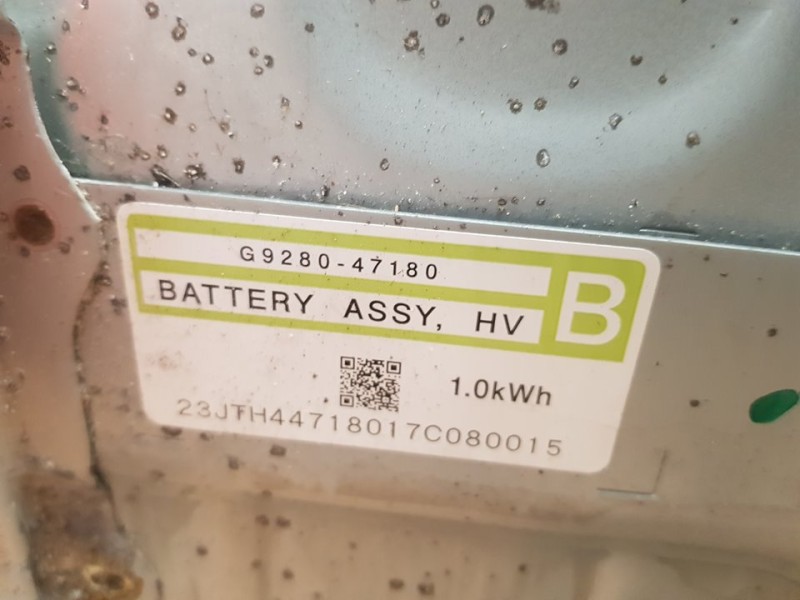 G9280-47180
BATTERY ASSY, HV
B
1.0kWh
23JTH44718017C080015